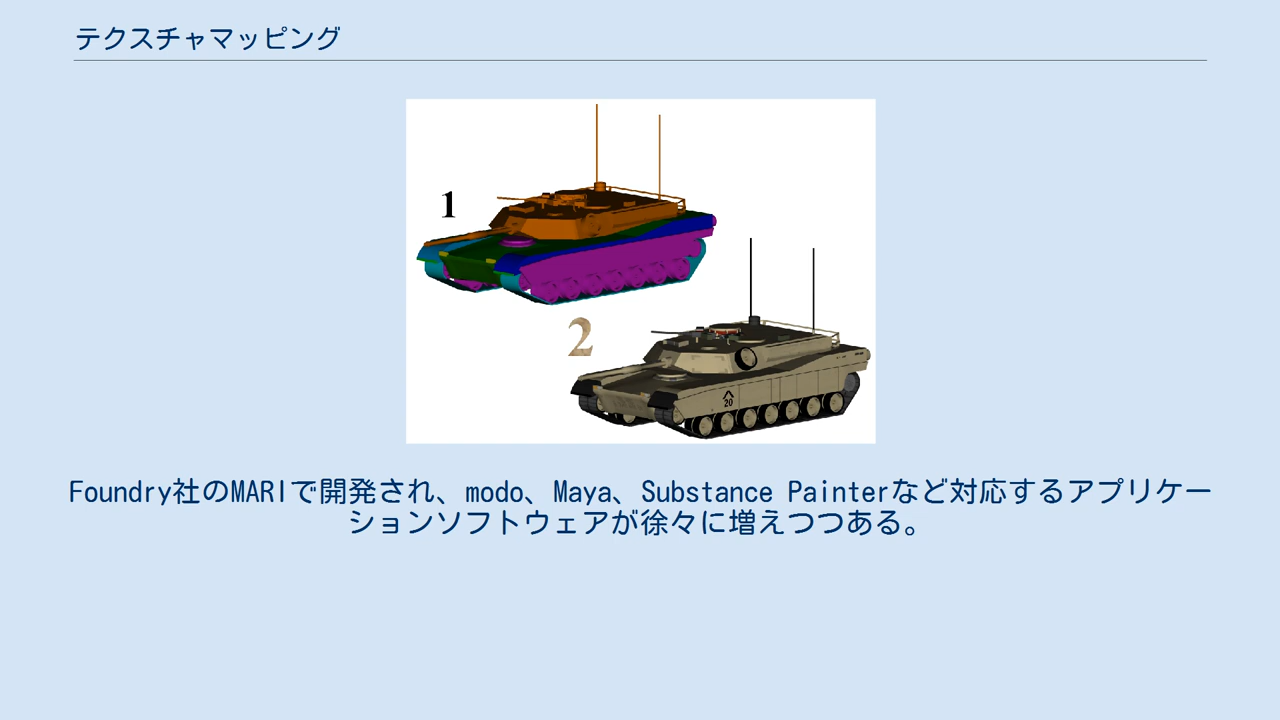 テクスチャマッピング
1
2
20
Foundry社のMARIで開発され、modo、Maya、Substance Painterなど対応するアプリケー
ションソフトウェアが徐々に増えつつある。